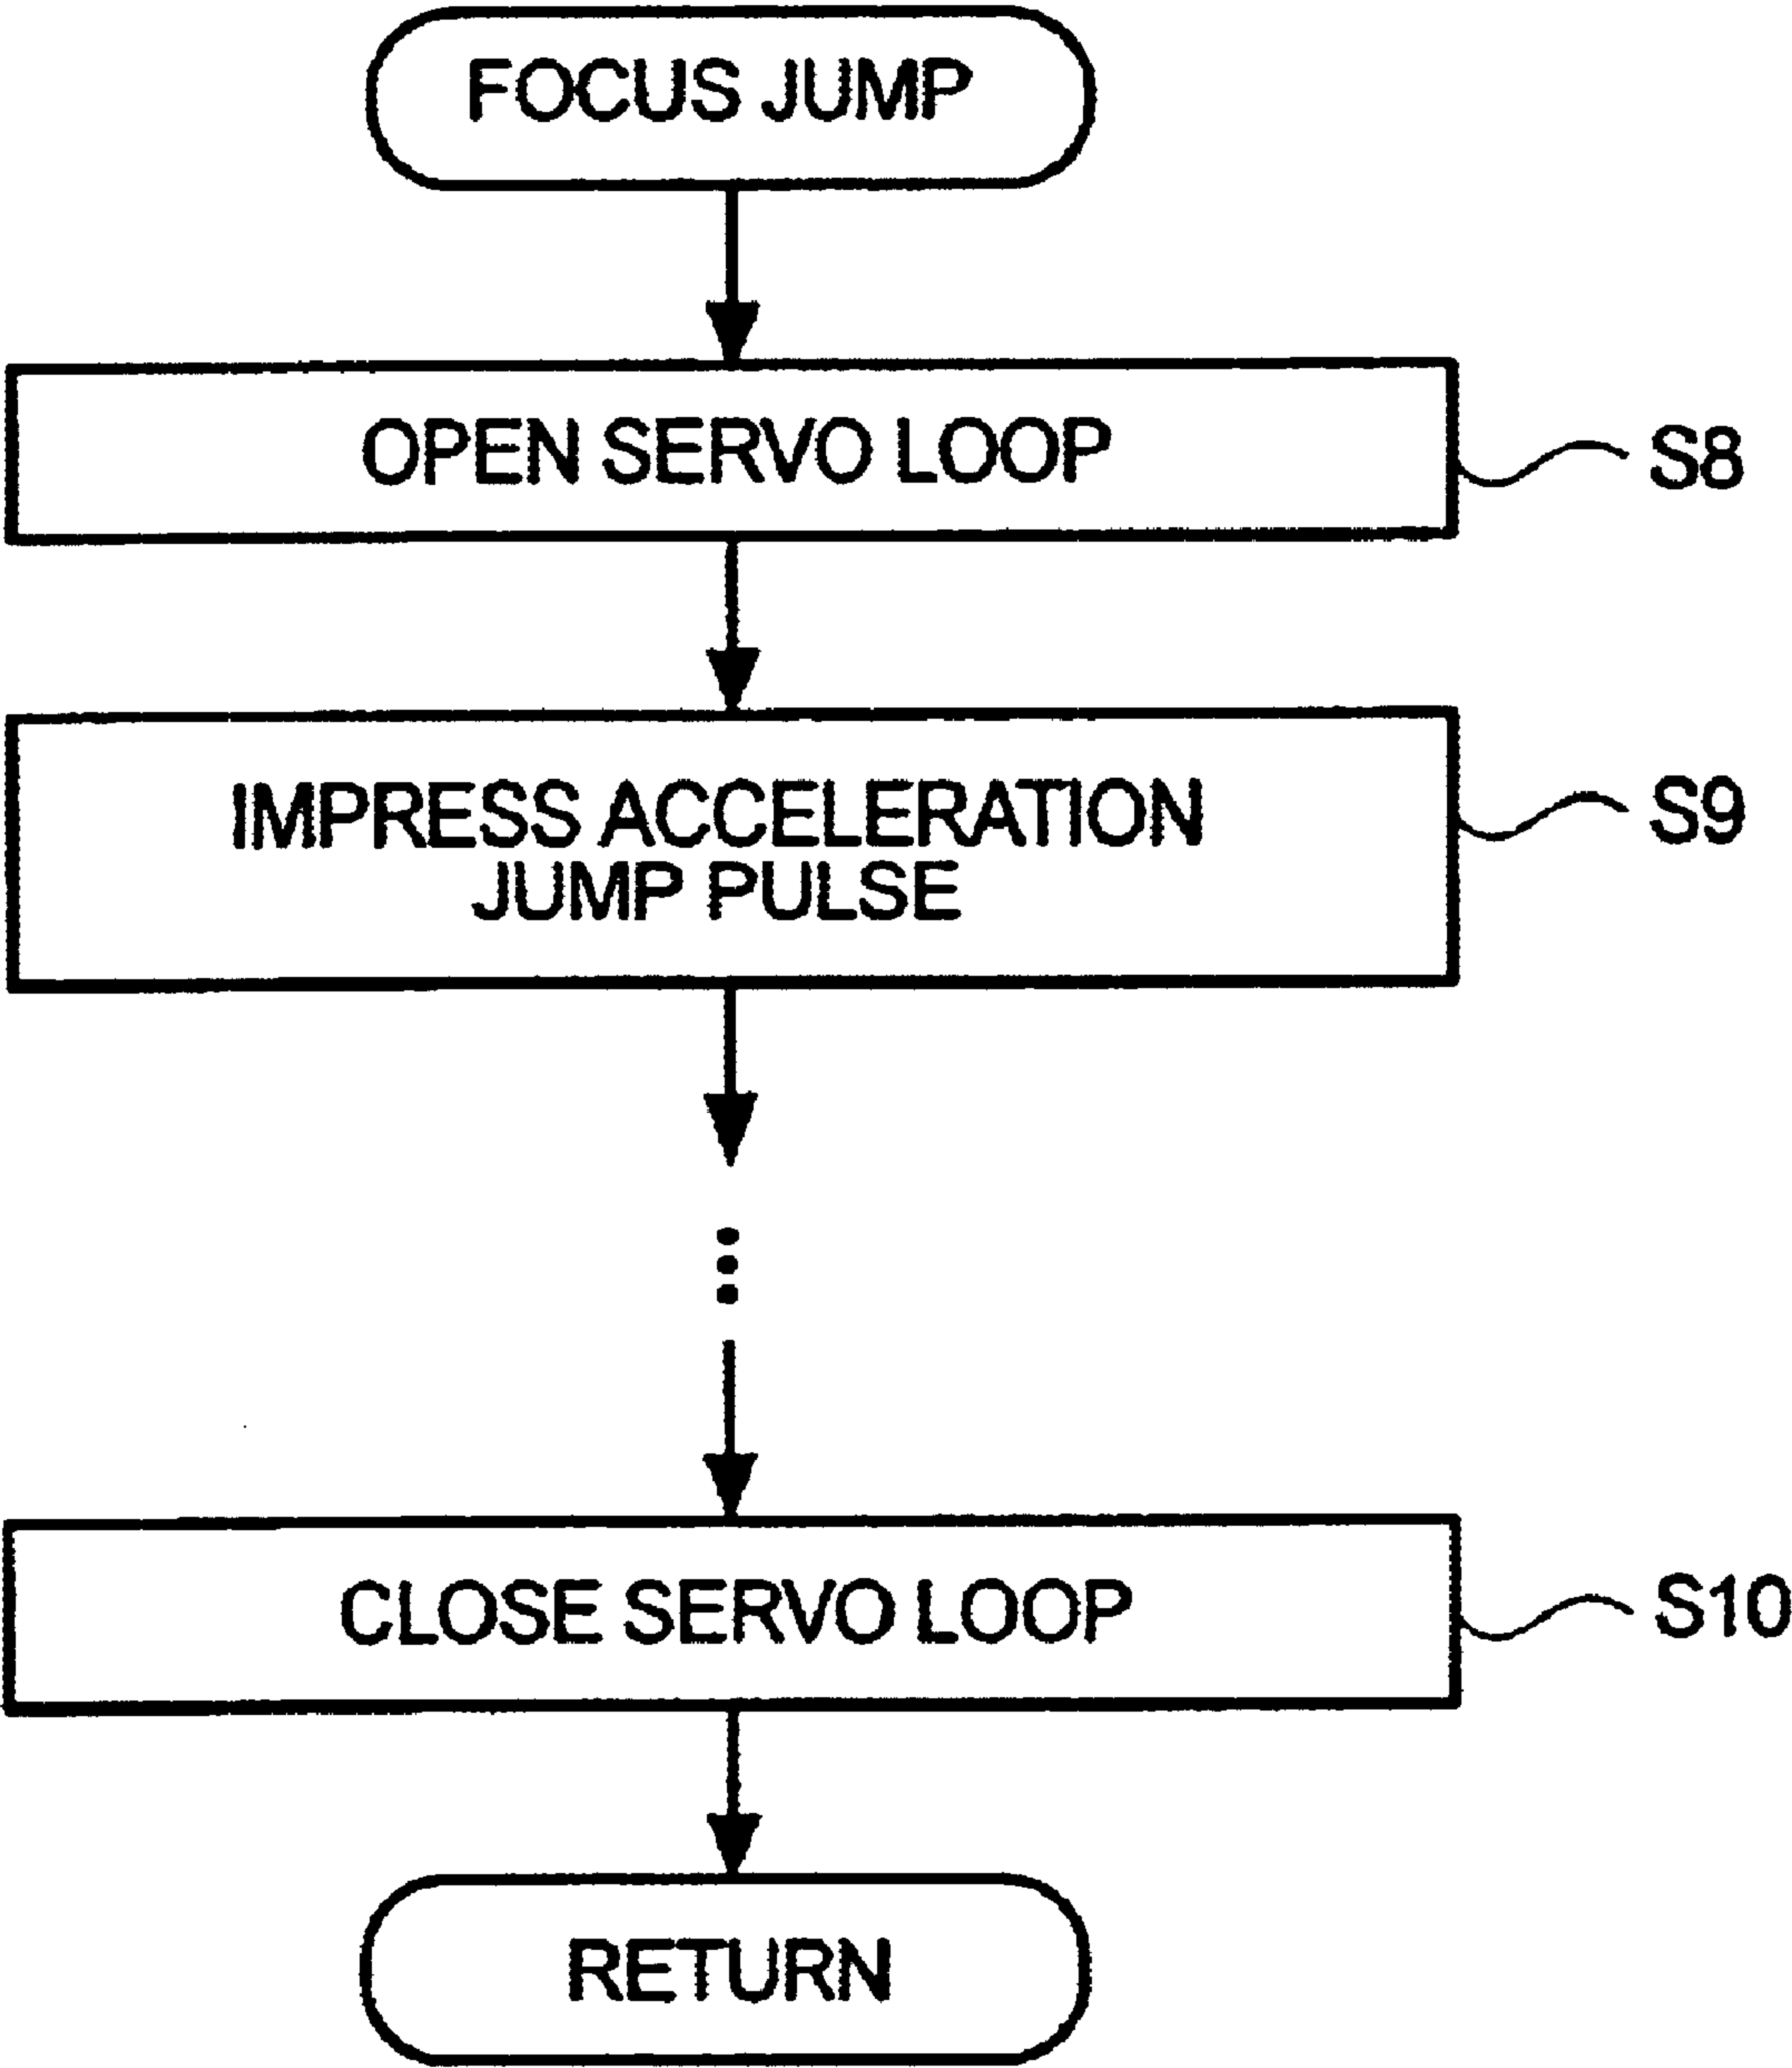 FOCUS JUMP
OPEN SERVO LOOP
S8
IMPRESS ACCELERATION
JUMP PULSE
S9
CLOSE SERVO LOOP
S10
RETURN